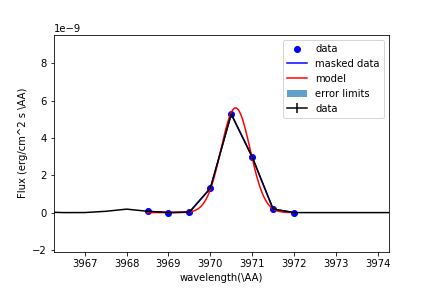 1e−9
Flux (erg/cm^2 s \AA)
8
6
4
2
0
−2
data
masked data
model
error limits
data
3967 3968 3969 3970 3971 3972 3973 3974
wavelength(\AA)